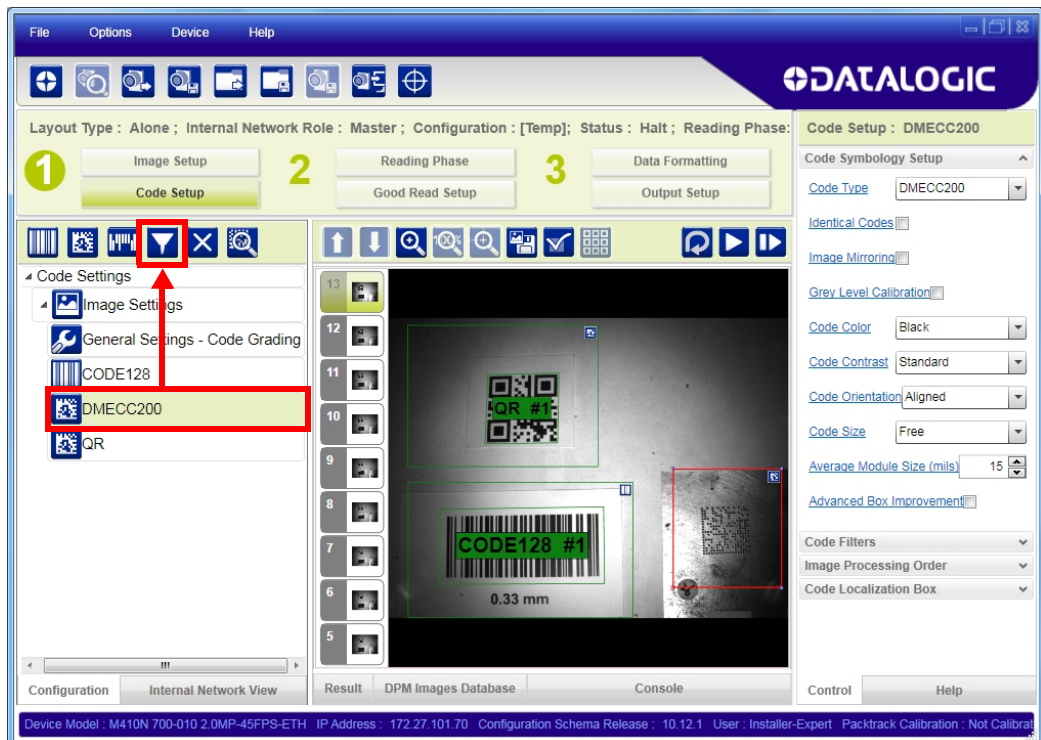 File Options Device Help
DATALOGIC
Layout Type : Alone ; Internal Network Role : Master ; Configuration : [Temp]; Status : Halt ; Reading Phase:
1 Image Setup
Code Setup
2 Reading Phase
Good Read Setup
3 Data Formatting
Output Setup
Code Settings
Image Settings
General Settings - Code Grading
CODE128
DMECC200
QR
Configuration Internal Network View
100%
13
12
11
10
9
8
7
6
5
QR #1
CODE128 #1
0.33 mm
Result DPM Images Database Console
Code Setup : DMECC200
Code Symbology Setup
Code Type DMECC200
Identical Codes
Image Mirroring
Grey Level Calibration
Code Color Black
Code Contrast Standard
Code Orientation Aligned
Code Size Free
Average Module Size (mils) 15
Advanced Box Improvement
Code Filters
Image Processing Order
Code Localization Box
Control Help
Device Model : M410N 700-010 2.0MP-45FPS-ETH IP Address : 172.27.101.70 Configuration Schema Release : 10.12.1 User : Installer-Expert Packtrack Calibration : Not Calibrat